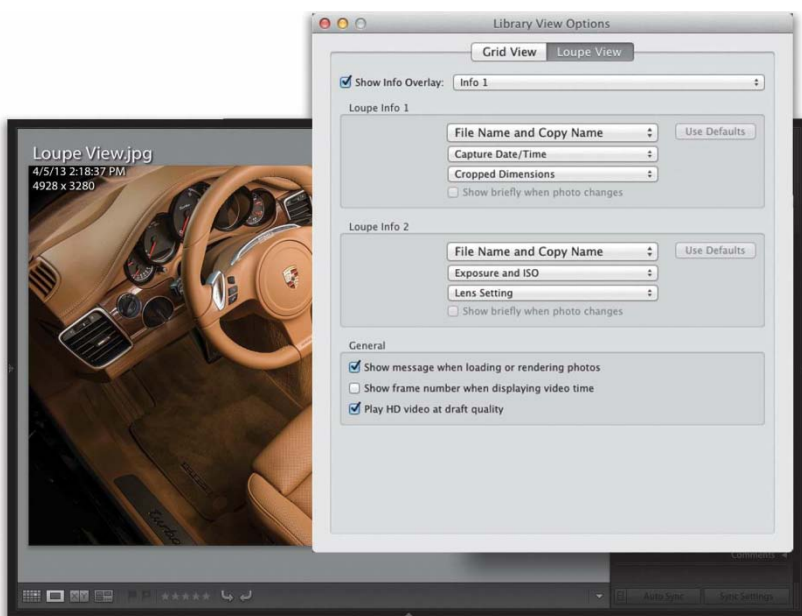 Library View Options
Grid View
Loupe View
Show Info Overlay: Info 1
Loupe Info 1
File Name and Copy Name
Use Defaults
Capture Date/Time
Cropped Dimensions
Show briefly when photo changes
Loupe Info 2
File Name and Copy Name
Use Defaults
Exposure and ISO
Lens Setting
Show briefly when photo changes
General
Show message when loading or rendering photos
Show frame number when displaying video time
Play HD video at draft quality
Loupe View.jpg
4/5/13 2:18:37 PM
4928 x 3280
turbo
Comments
Auto Sync
Sync Settings